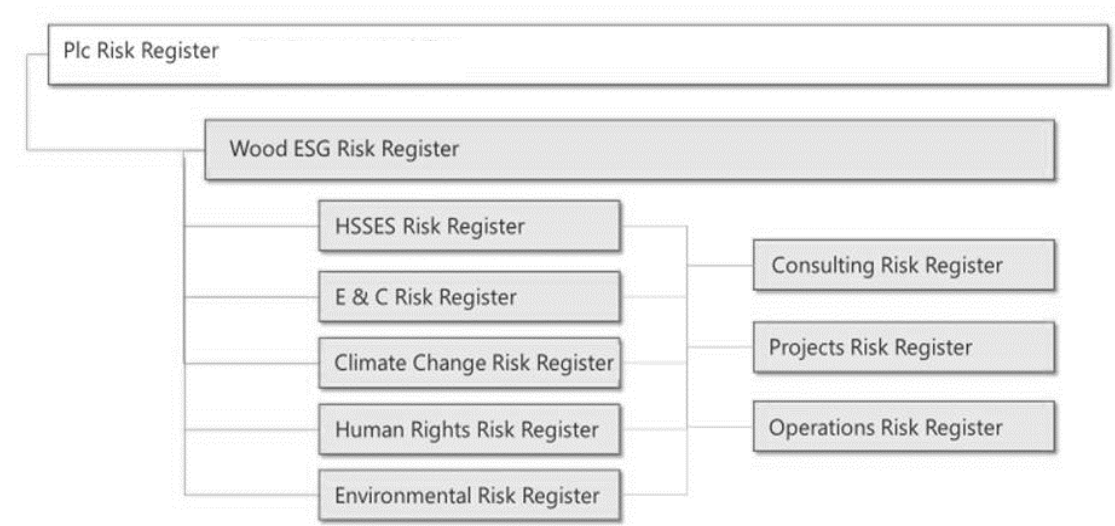 Plc Risk Register
Wood ESG Risk Register
HSSES Risk Register
E & C Risk Register
Climate Change Risk Register
Human Rights Risk Register
Environmental Risk Register
Consulting Risk Register
Projects Risk Register
Operations Risk Register